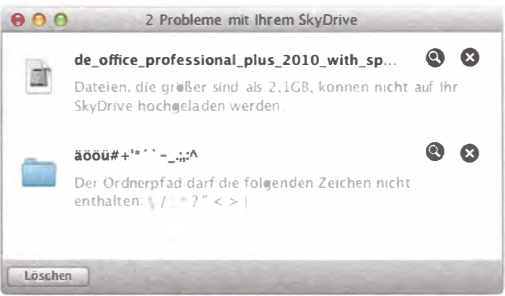 2 Probleme mit Ihrem SkyDrive
de_office_professional_plus_2010_with_sp...
Dateien, die größer sind als 2,1GB, können nicht auf Ihr
SkyDrive hochgeladen werden.
äööü#+'*´``-_.:,;:^
Der Ordnerpfad darf die folgenden Zeichen nicht
enthalten: \ / * ? " < > |
Löschen